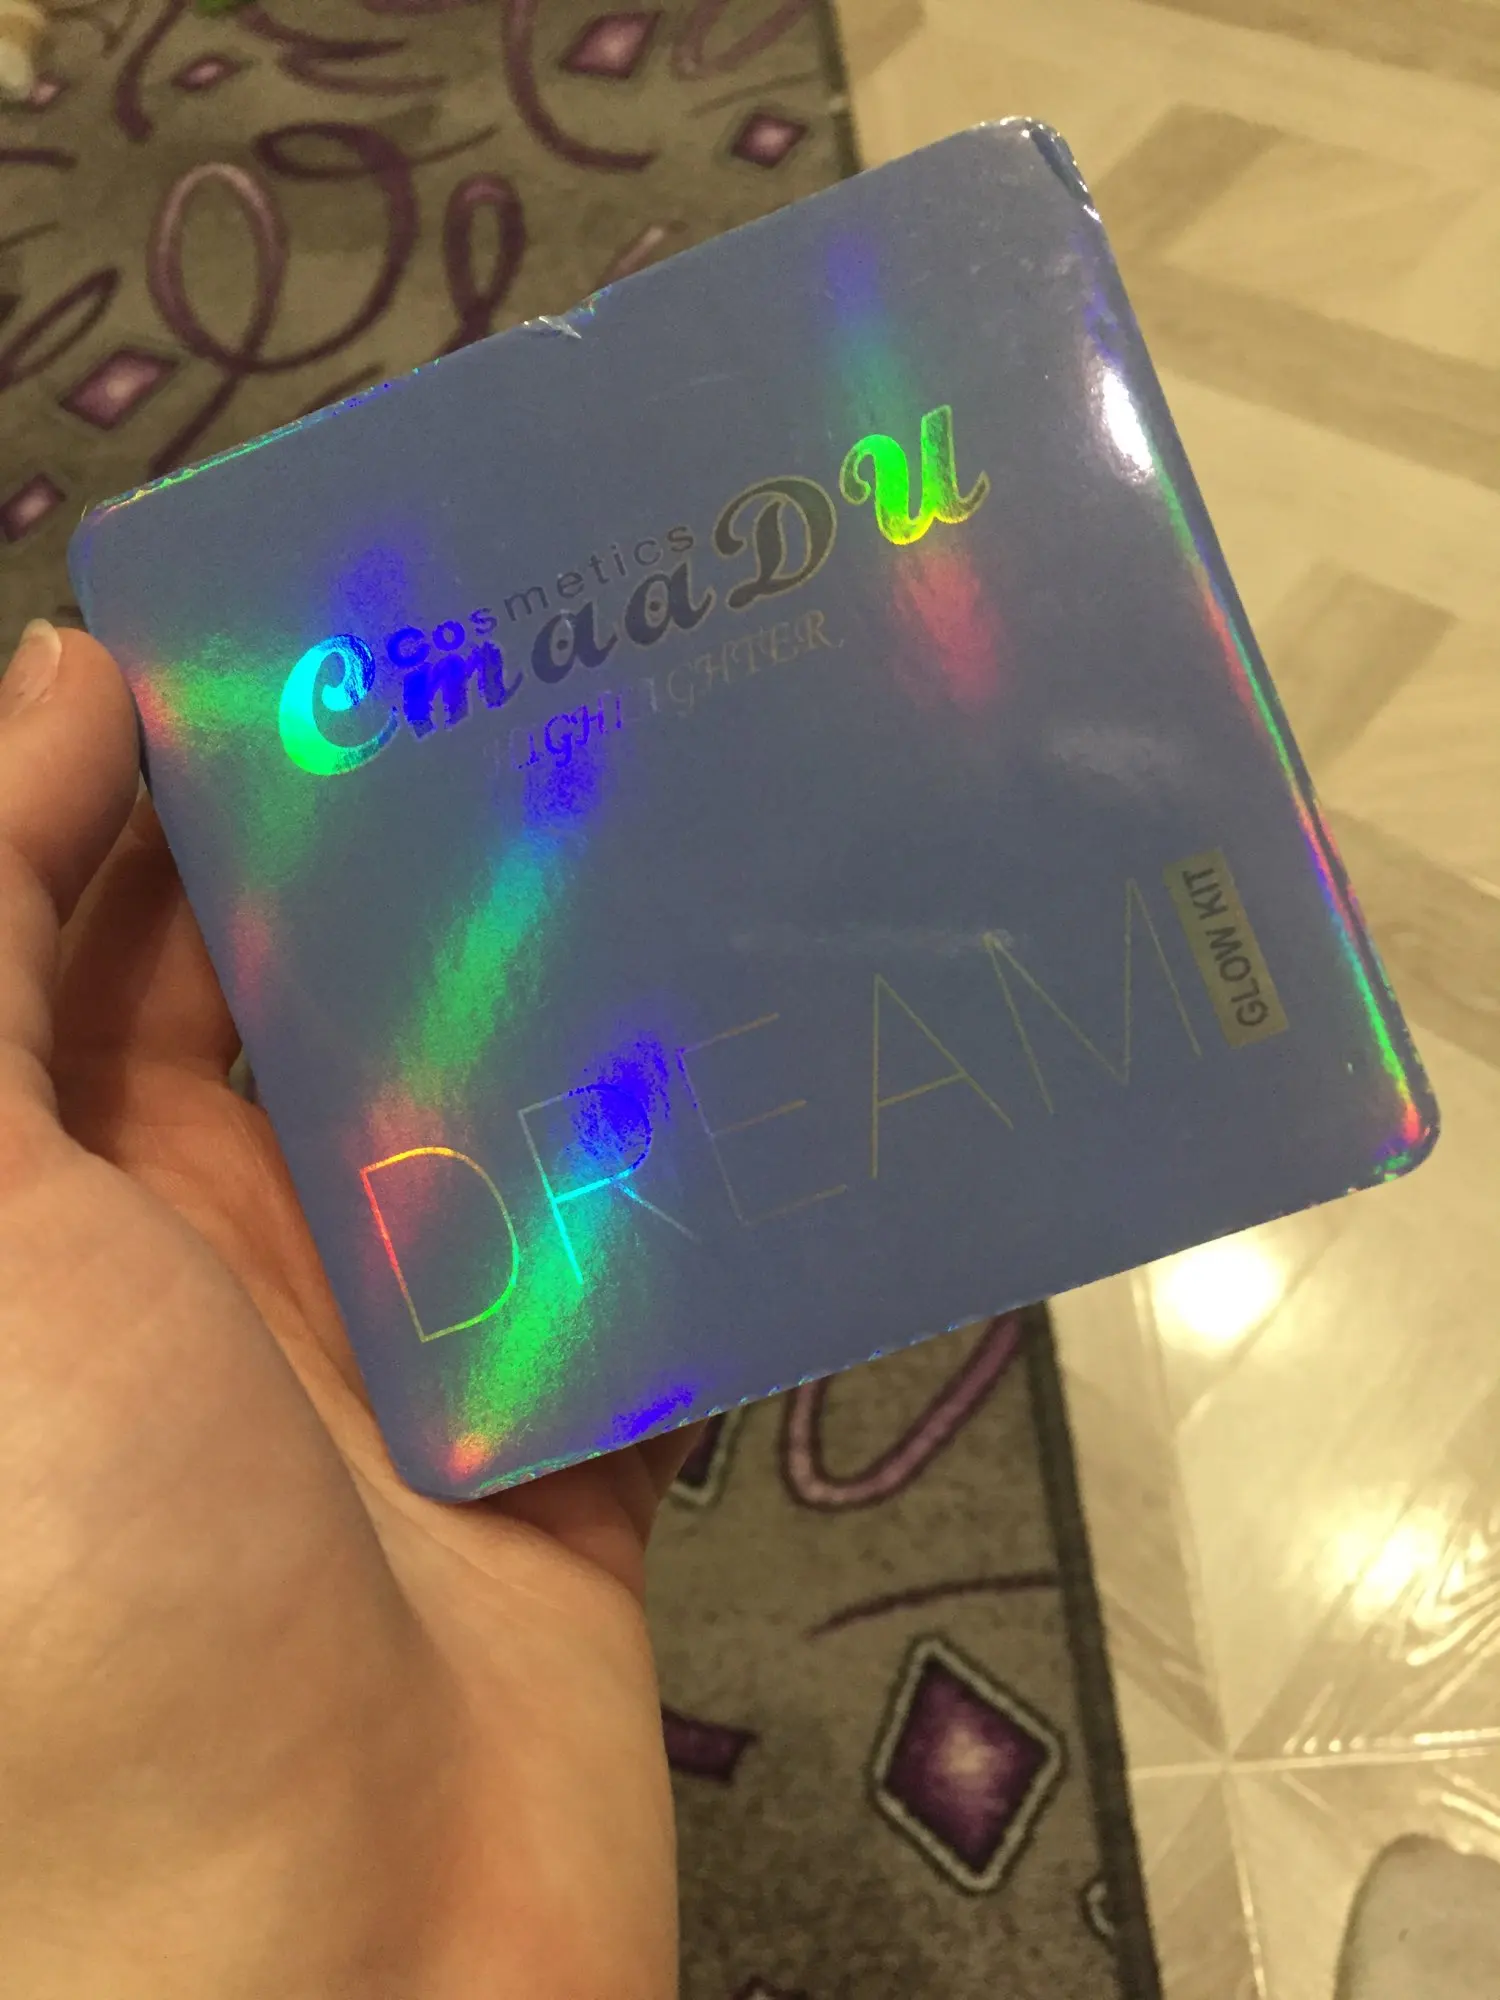 Cosmetics
CmaaDU
HIGHLIGHTER
DREAM
GLOW KIT